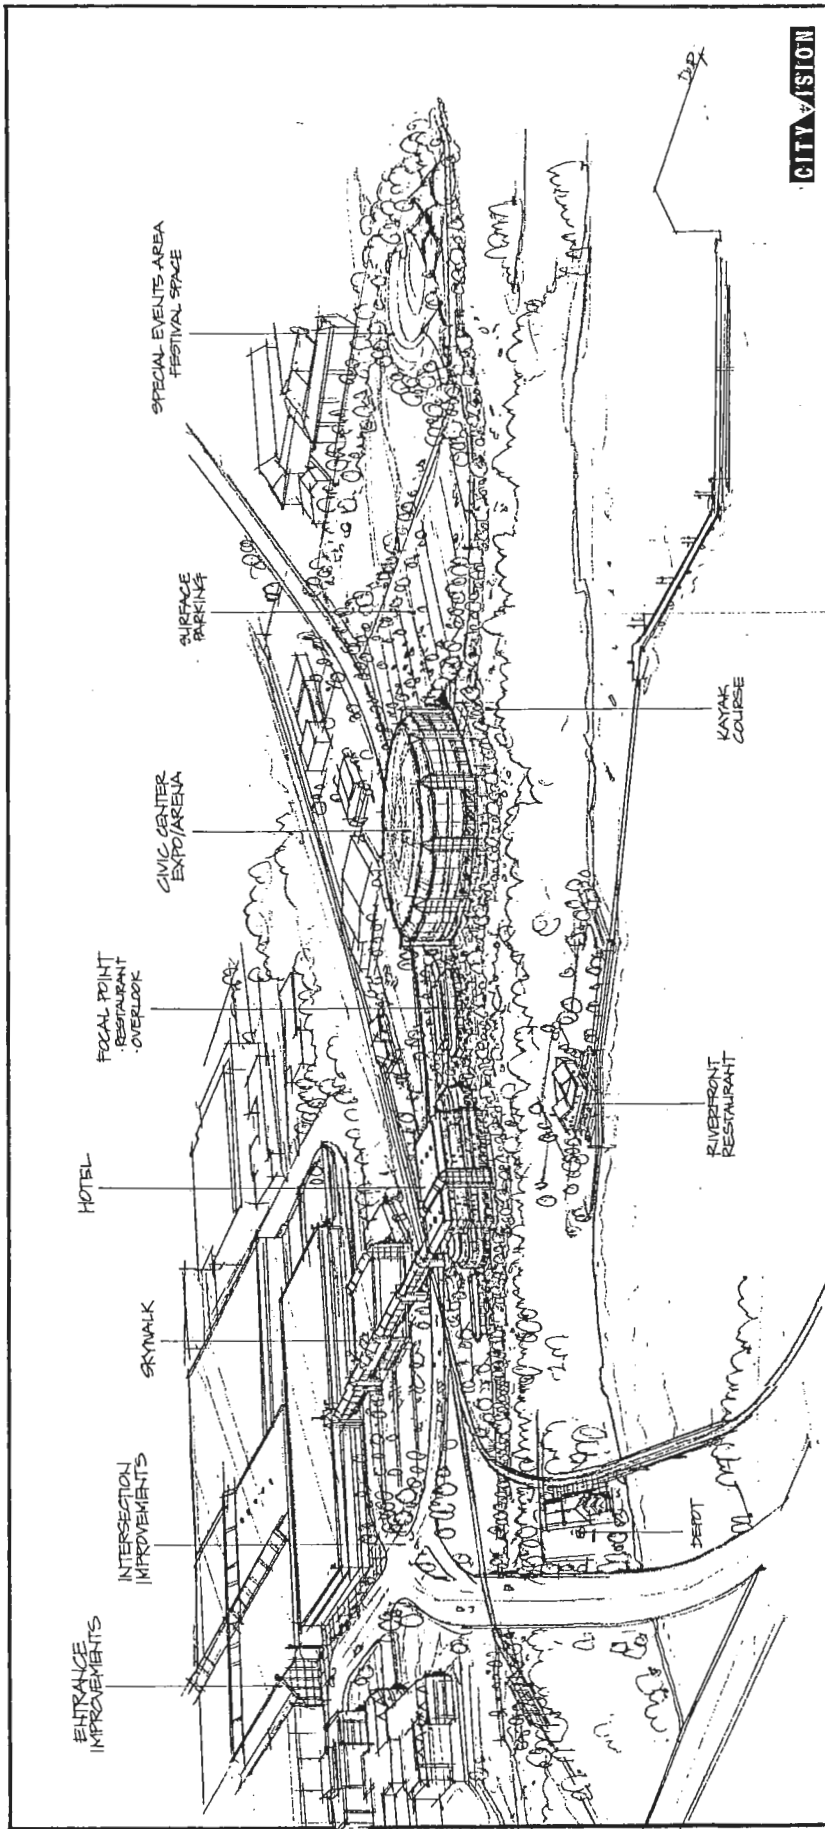 ENTRANCE
IMPROVEMENTS
INTERSECTION
IMPROVEMENTS
SKYWALK
HOTEL
FOCAL POINT
· RESTAURANT
· OVERLOOK
CIVIC CENTER
EXPO/ARENA
SURFACE
PARKING
SPECIAL EVENTS AREA
FESTIVAL SPACE
DEPOT
RIVERFRONT
RESTAURANT
KAYAK
COURSE
CITY VISION